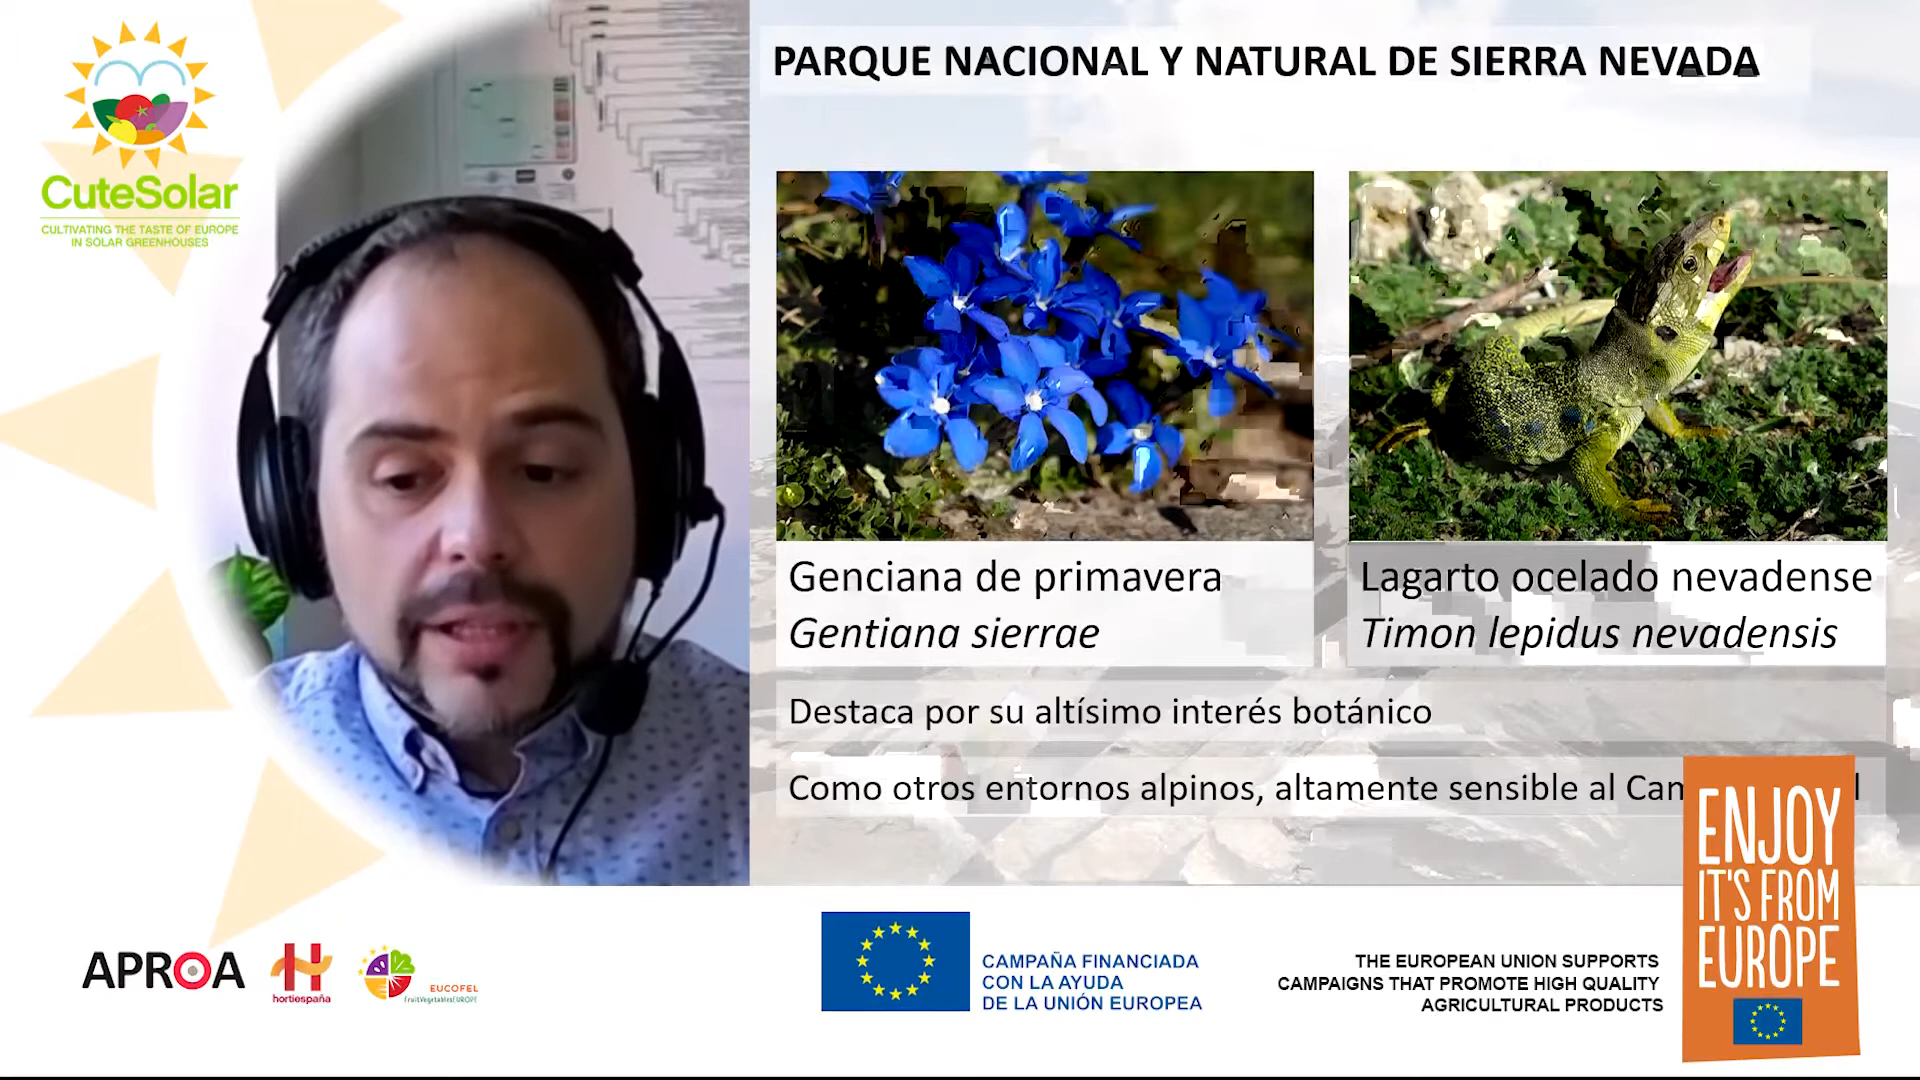 CuteSolar
CULTIVATING THE TASTE OF EUROPE
IN SOLAR GREENHOUSES
PARQUE NACIONAL Y NATURAL DE SIERRA NEVADA
Genciana de primavera
Gentiana sierrae
Lagarto ocelado nevadense
Timon lepidus nevadensis
Destaca por su altísimo interés botánico
Como otros entornos alpinos, altamente sensible al
ENJOY
IT'S FROM
EUROPE
APROA
hortiespaña
EUCOFEL
FruitVegetablesEUROPE
CAMPAÑA FINANCIADA
CON LA AYUDA
DE LA UNIÓN EUROPEA
THE EUROPEAN UNION SUPPORTS
CAMPAIGNS THAT PROMOTE HIGH QUALITY
AGRICULTURAL PRODUCTS